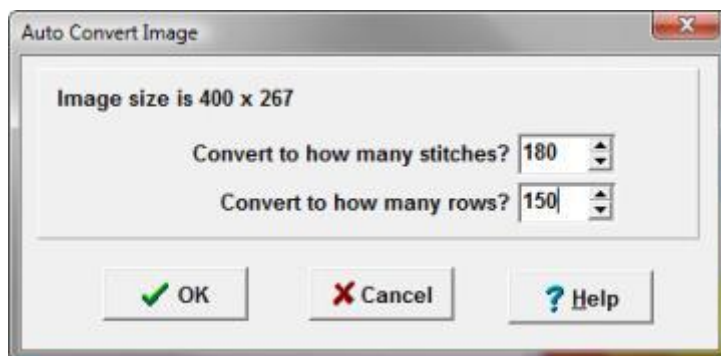 Auto Convert Image
Image size is 400 x 267
Convert to how many stitches? 180
Convert to how many rows? 150
OK Cancel Help